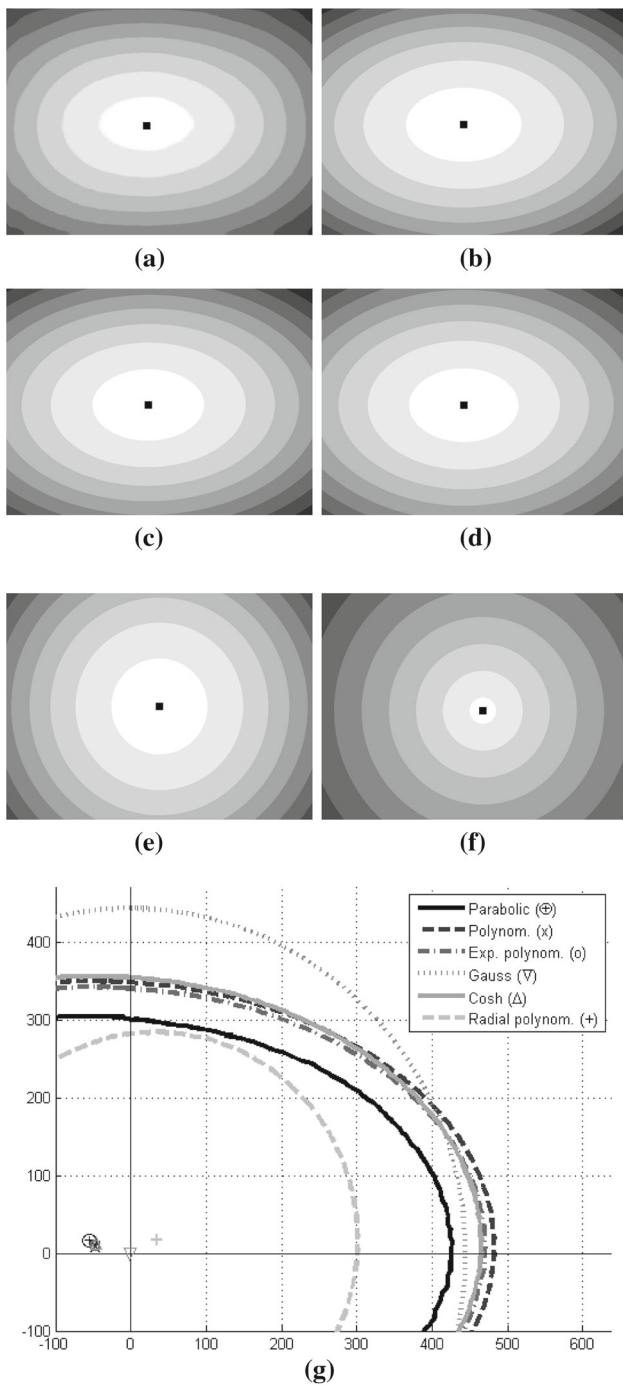 (a) (b)
(c) (d)
(e) (f)
Parabolic (⊕)
Polynom. (x)
Exp. polynom. (o)
Gauss (∇)
Cosh (Δ)
Radial polynom. (+)
400
300
200
100
0
-100
-100 0 100 200 300 400 500 600
(g)